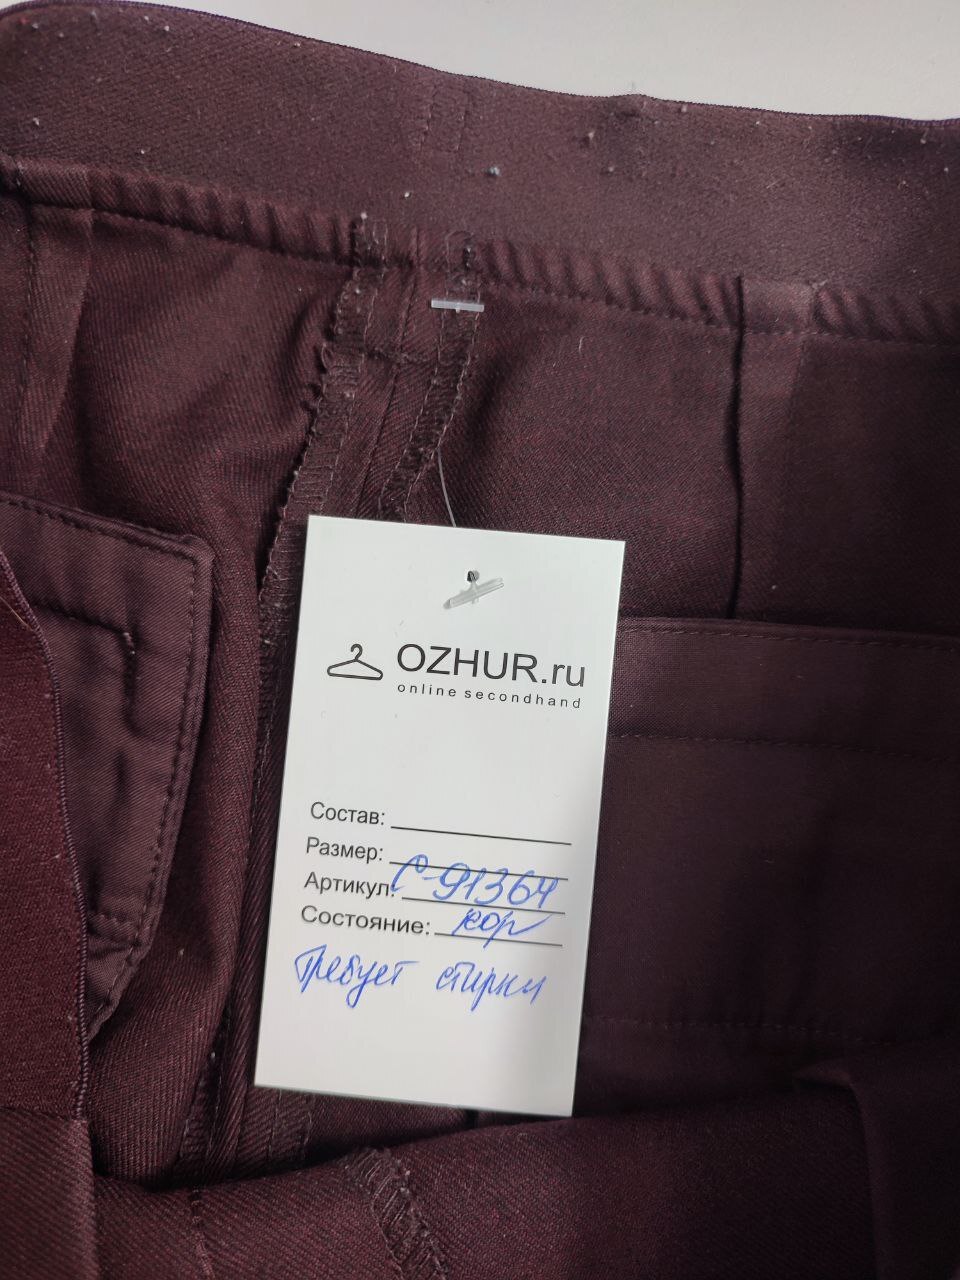 OZHUR.ru
online secondhand
Состав:
Размер:
Артикул: С-91364
Состояние: хор
Требует стирки